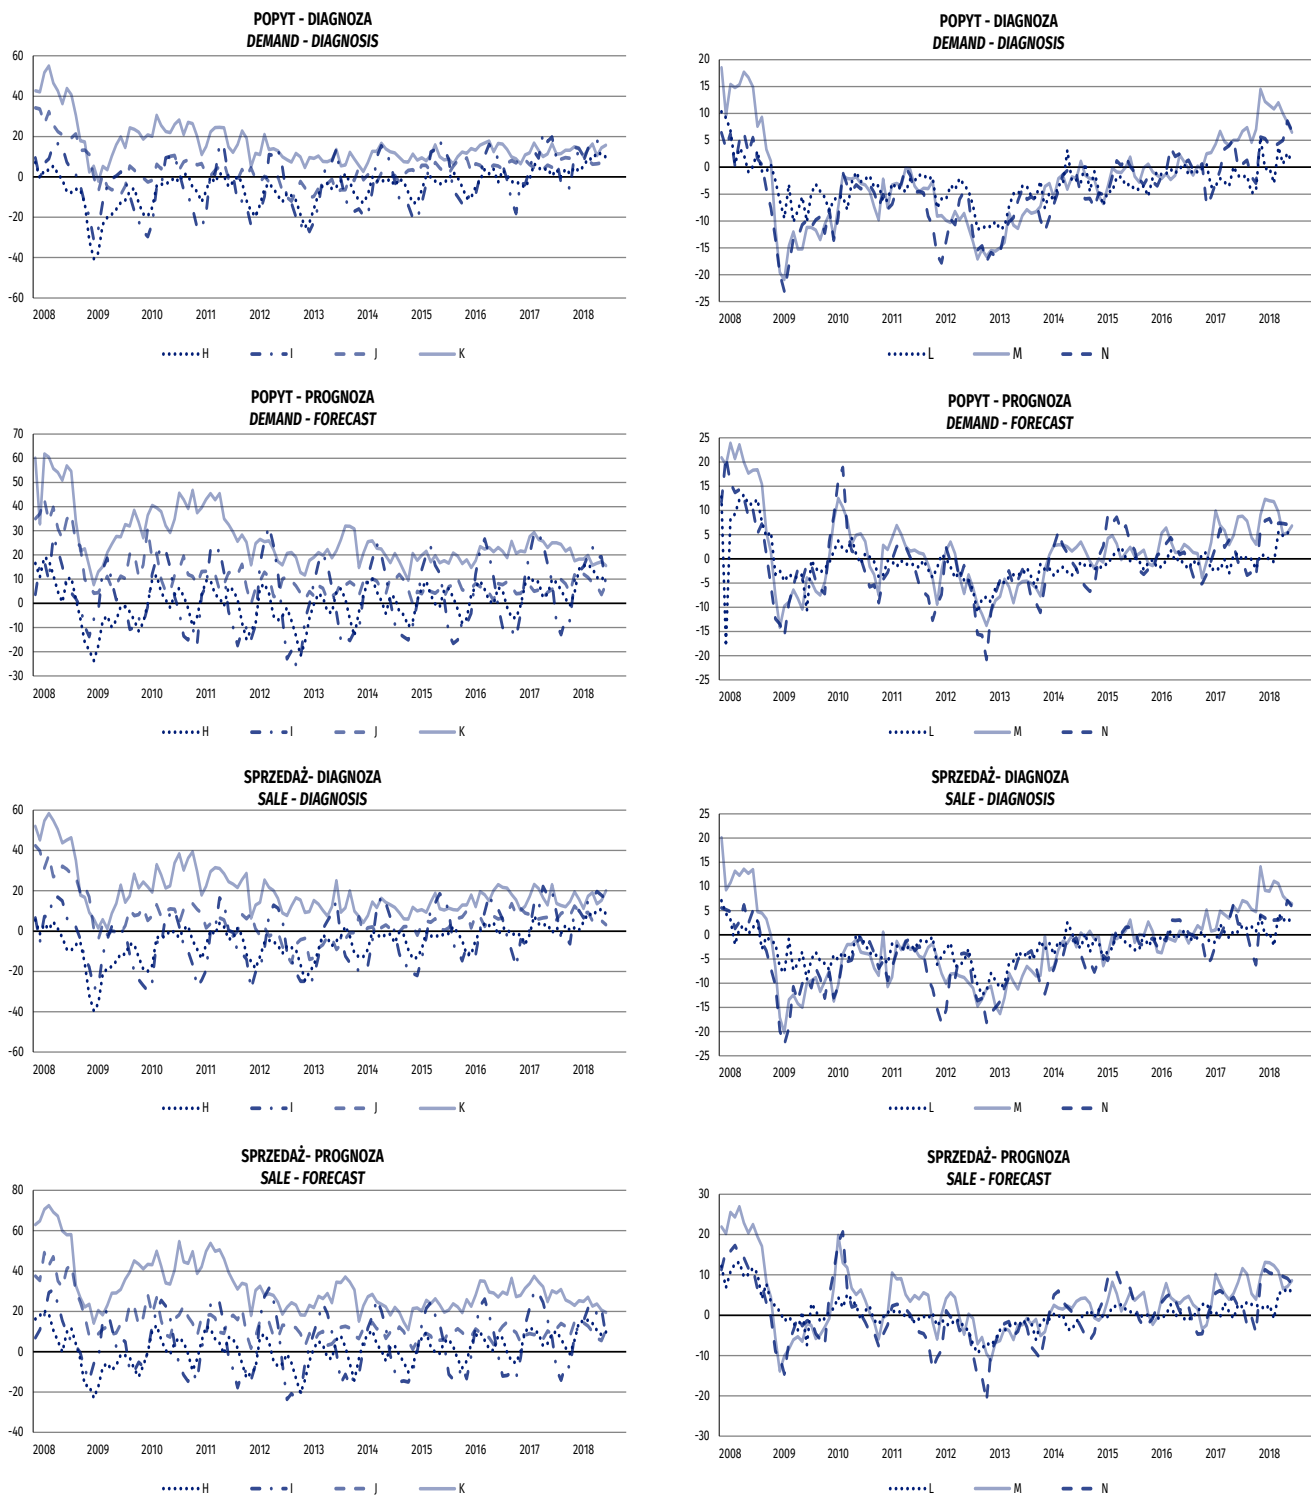 POPYT - DIAGNOZA
DEMAND - DIAGNOSIS
60
40
20
0
-20
-40
-60
2008 2009 2010 2011 2012 2013 2014 2015 2016 2017 2018
H I J K
POPYT - DIAGNOZA
DEMAND - DIAGNOSIS
20
15
10
5
0
-5
-10
-15
-20
-25
2008 2009 2010 2011 2012 2013 2014 2015 2016 2017 2018
L M N
POPYT - PROGNOZA
DEMAND - FORECAST
70
60
50
40
30
20
10
0
-10
-20
-30
2008 2009 2010 2011 2012 2013 2014 2015 2016 2017 2018
H I J K
POPYT - PROGNOZA
DEMAND - FORECAST
25
20
15
10
5
0
-5
-10
-15
-20
-25
2008 2009 2010 2011 2012 2013 2014 2015 2016 2017 2018
L M N
SPRZEDAŻ- DIAGNOZA
SALE - DIAGNOSIS
60
40
20
0
-20
-40
-60
2008 2009 2010 2011 2012 2013 2014 2015 2016 2017 2018
H I J K
SPRZEDAŻ- DIAGNOZA
SALE - DIAGNOSIS
25
20
15
10
5
0
-5
-10
-15
-20
-25
2008 2009 2010 2011 2012 2013 2014 2015 2016 2017 2018
L M N
SPRZEDAŻ- PROGNOZA
SALE - FORECAST
80
60
40
20
0
-20
-40
2008 2009 2010 2011 2012 2013 2014 2015 2016 2017 2018
H I J K
SPRZEDAŻ- PROGNOZA
SALE - FORECAST
30
20
10
0
-10
-20
-30
2008 2009 2010 2011 2012 2013 2014 2015 2016 2017 2018
L M N